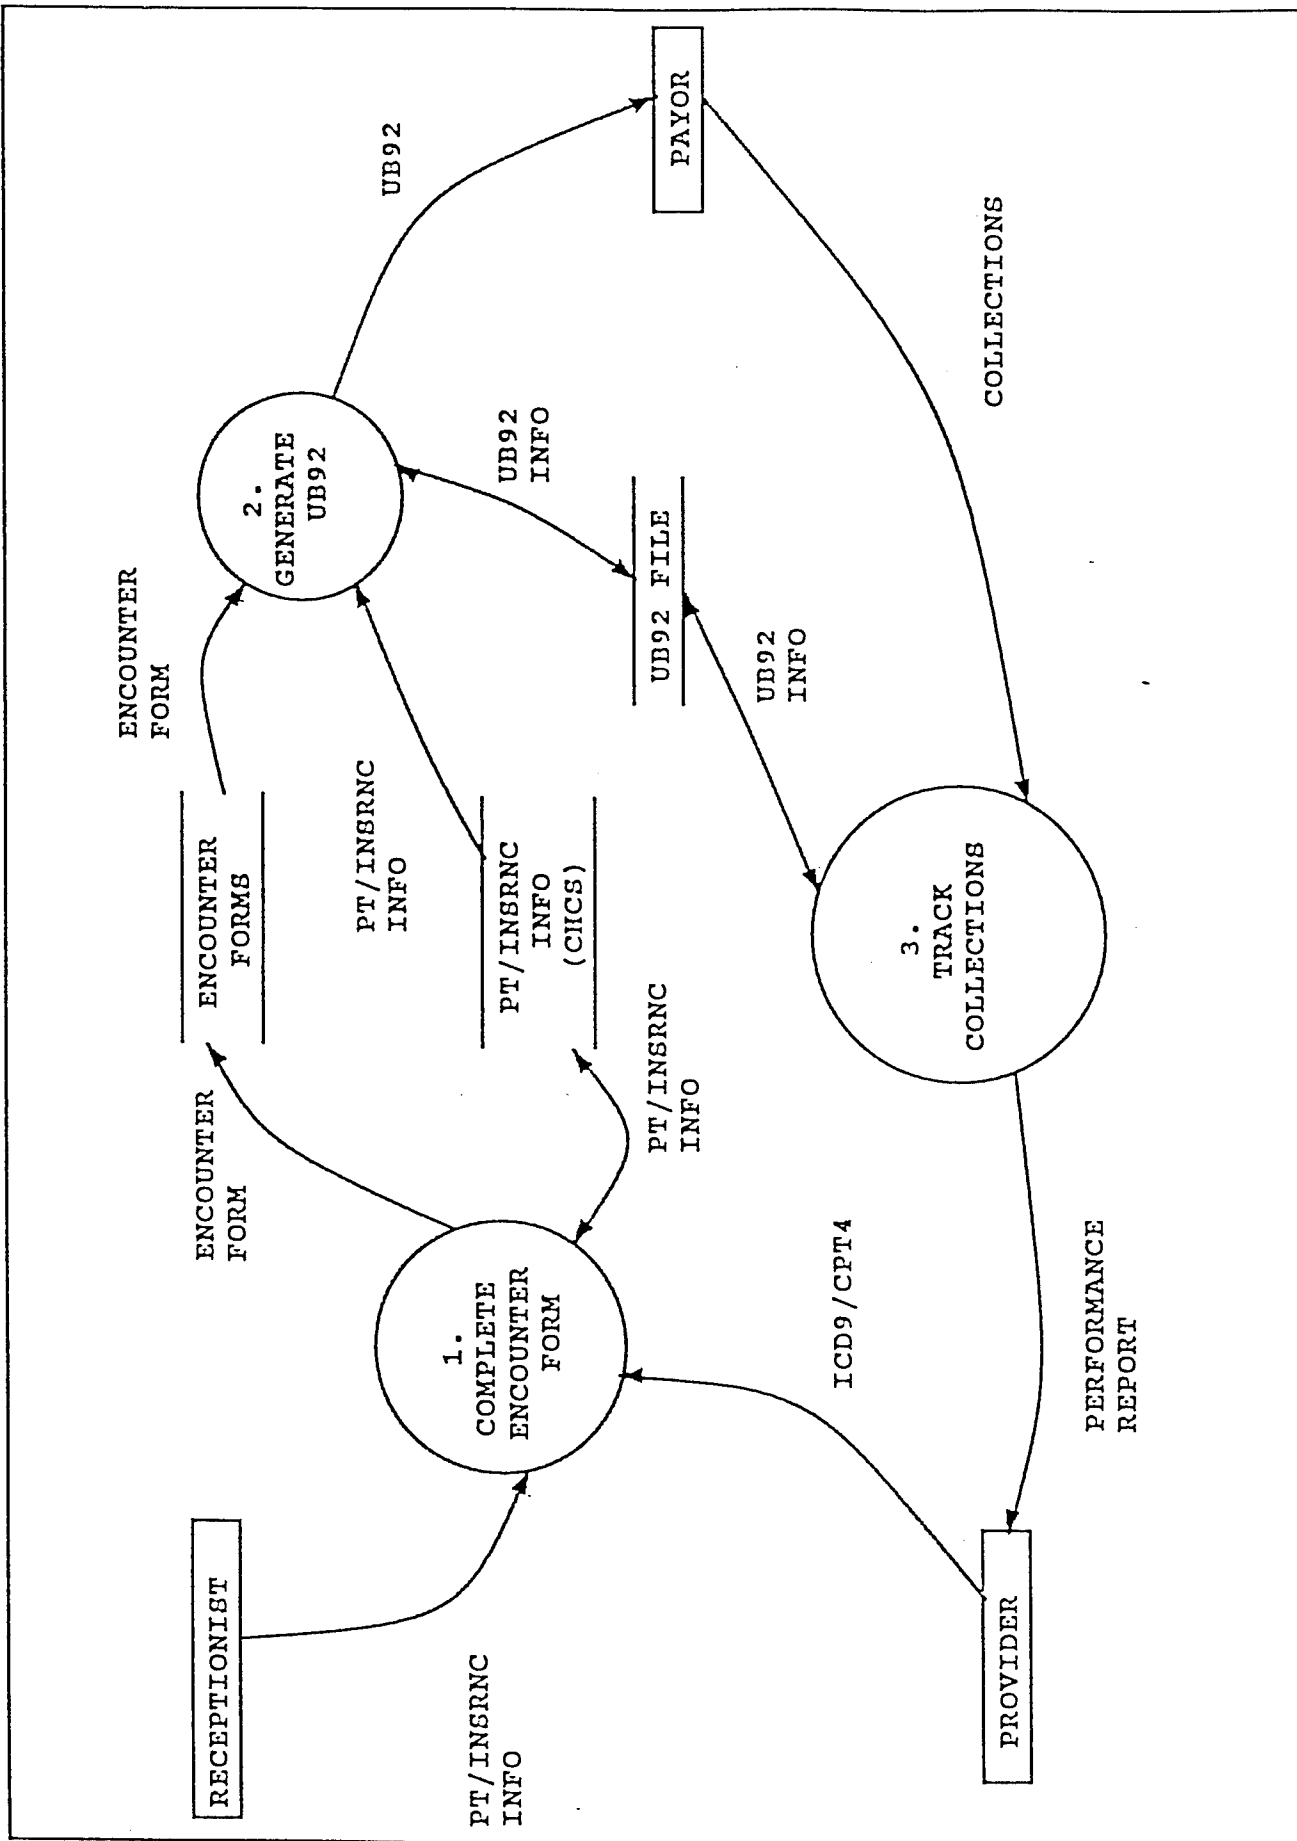 RECEPTIONIST
PT/INSRNC
INFO
1.
COMPLETE
ENCOUNTER
FORM
ENCOUNTER
FORM
ENCOUNTER
FORMS
ENCOUNTER
FORM
PT/INSRNC
INFO
PT/INSRNC
INFO
(CHCS)
PT/INSRNC
INFO
2.
GENERATE
UB92
UB92
PAYOR
UB92
INFO
UB92 FILE
UB92
INFO
COLLECTIONS
3.
TRACK
COLLECTIONS
ICD9/CPT4
PERFORMANCE
REPORT
PROVIDER